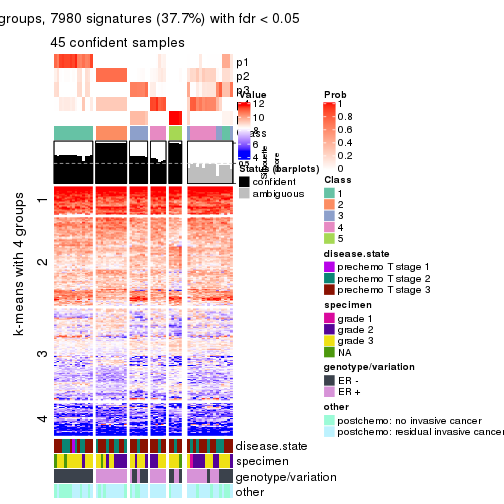 groups, 7980 signatures (37.7%) with fdr < 0.05
45 confident samples
p1
p2
p3
Value
12
10
8
6
4
Silhouette
score
Status (barplots)
confident
ambiguous
k-means with 4 groups
1
2
3
4
disease.state
specimen
genotype/variation
other
Prob
1
0.8
0.6
0.4
0.2
0
Class
1
2
3
4
5
disease.state
prechemo T stage 1
prechemo T stage 2
prechemo T stage 3
specimen
grade 1
grade 2
grade 3
NA
genotype/variation
ER -
ER +
other
postchemo: no invasive cancer
postchemo: residual invasive cancer